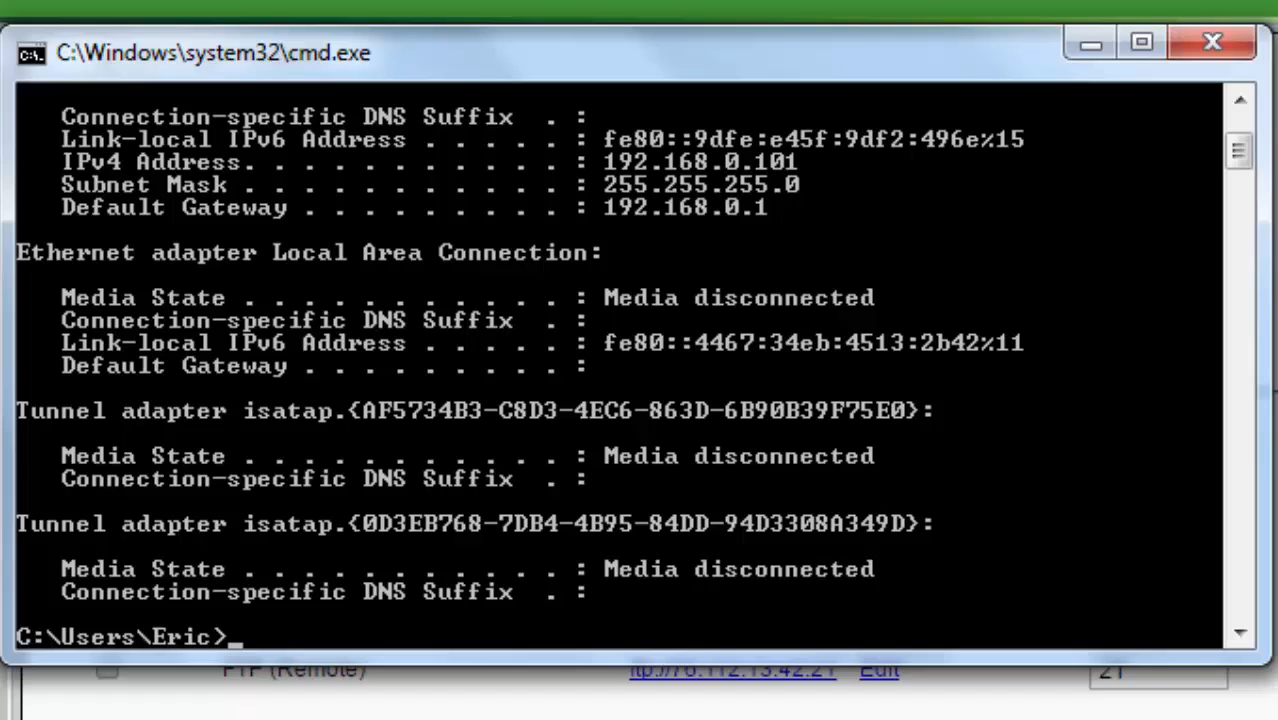 C:\Windows\system32\cmd.exe
Connection-specific DNS Suffix . :
Link-local IPv6 Address . . . . . : fe80::9dfe:e45f:9df2:496e%15
IPv4 Address. . . . . . . . . . . : 192.168.0.101
Subnet Mask . . . . . . . . . . . : 255.255.255.0
Default Gateway . . . . . . . . . : 192.168.0.1
Ethernet adapter Local Area Connection:
Media State . . . . . . . . . . . : Media disconnected
Connection-specific DNS Suffix . :
Link-local IPv6 Address . . . . . : fe80::4467:34eb:4513:2b42%11
Default Gateway . . . . . . . . . :
Tunnel adapter isatap.{AF5734B3-C8D3-4EC6-863D-6B90B39F75E0}:
Media State . . . . . . . . . . . : Media disconnected
Connection-specific DNS Suffix . :
Tunnel adapter isatap.{0D3EB768-7DB4-4B95-84DD-94D3308A349D}:
Media State . . . . . . . . . . . : Media disconnected
Connection-specific DNS Suffix . :
C:\Users\Eric>_
FTP (Remote) ftp://76.112.13.42:21 Edit 21